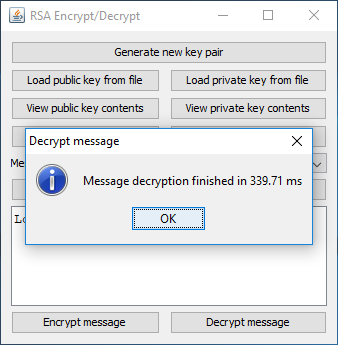 RSA Encrypt/Decrypt
Generate new key pair
Load public key from file
Load private key from file
View public key contents
View private key contents
Decrypt message
Message decryption finished in 339.71 ms
OK
Encrypt message
Decrypt message